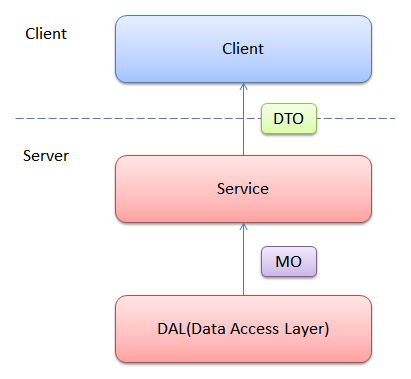 Client
Client
DTO
Server
Service
MO
DAL(Data Access Layer)